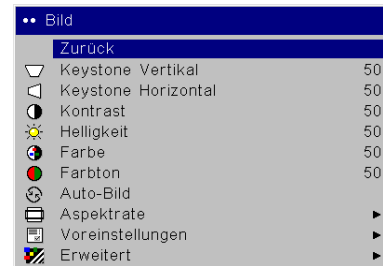 •• Bild
Zurück
Keystone Vertikal 50
Keystone Horizontal 50
Kontrast 50
Helligkeit 50
Farbe 50
Farbton 50
Auto-Bild
Aspektrate
Voreinstellungen
Erweitert